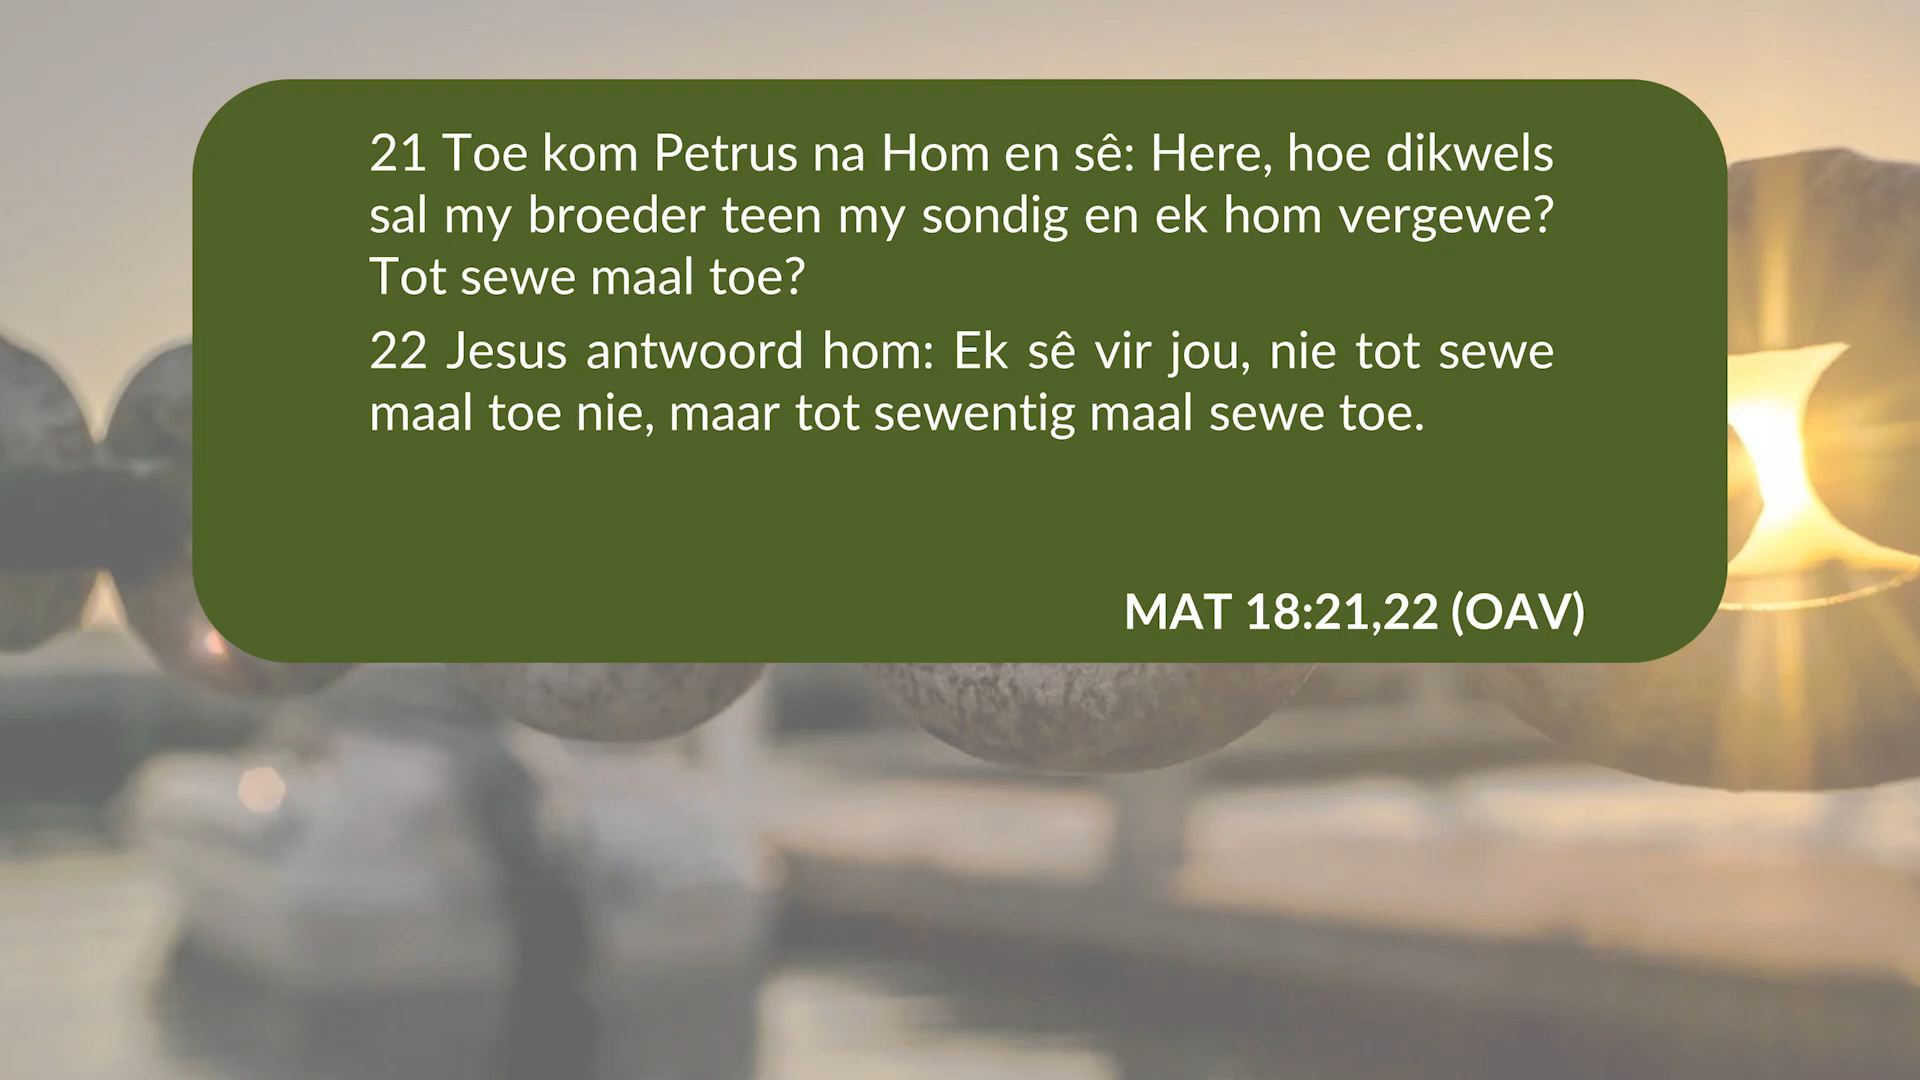 21 Toe kom Petrus na Hom en sê: Here, hoe dikwels
sal my broeder teen my sondig en ek hom vergewe?
Tot sewe maal toe?
22 Jesus antwoord hom: Ek sê vir jou, nie tot sewe
maal toe nie, maar tot sewentig maal sewe toe.
MAT 18:21,22 (OAV)